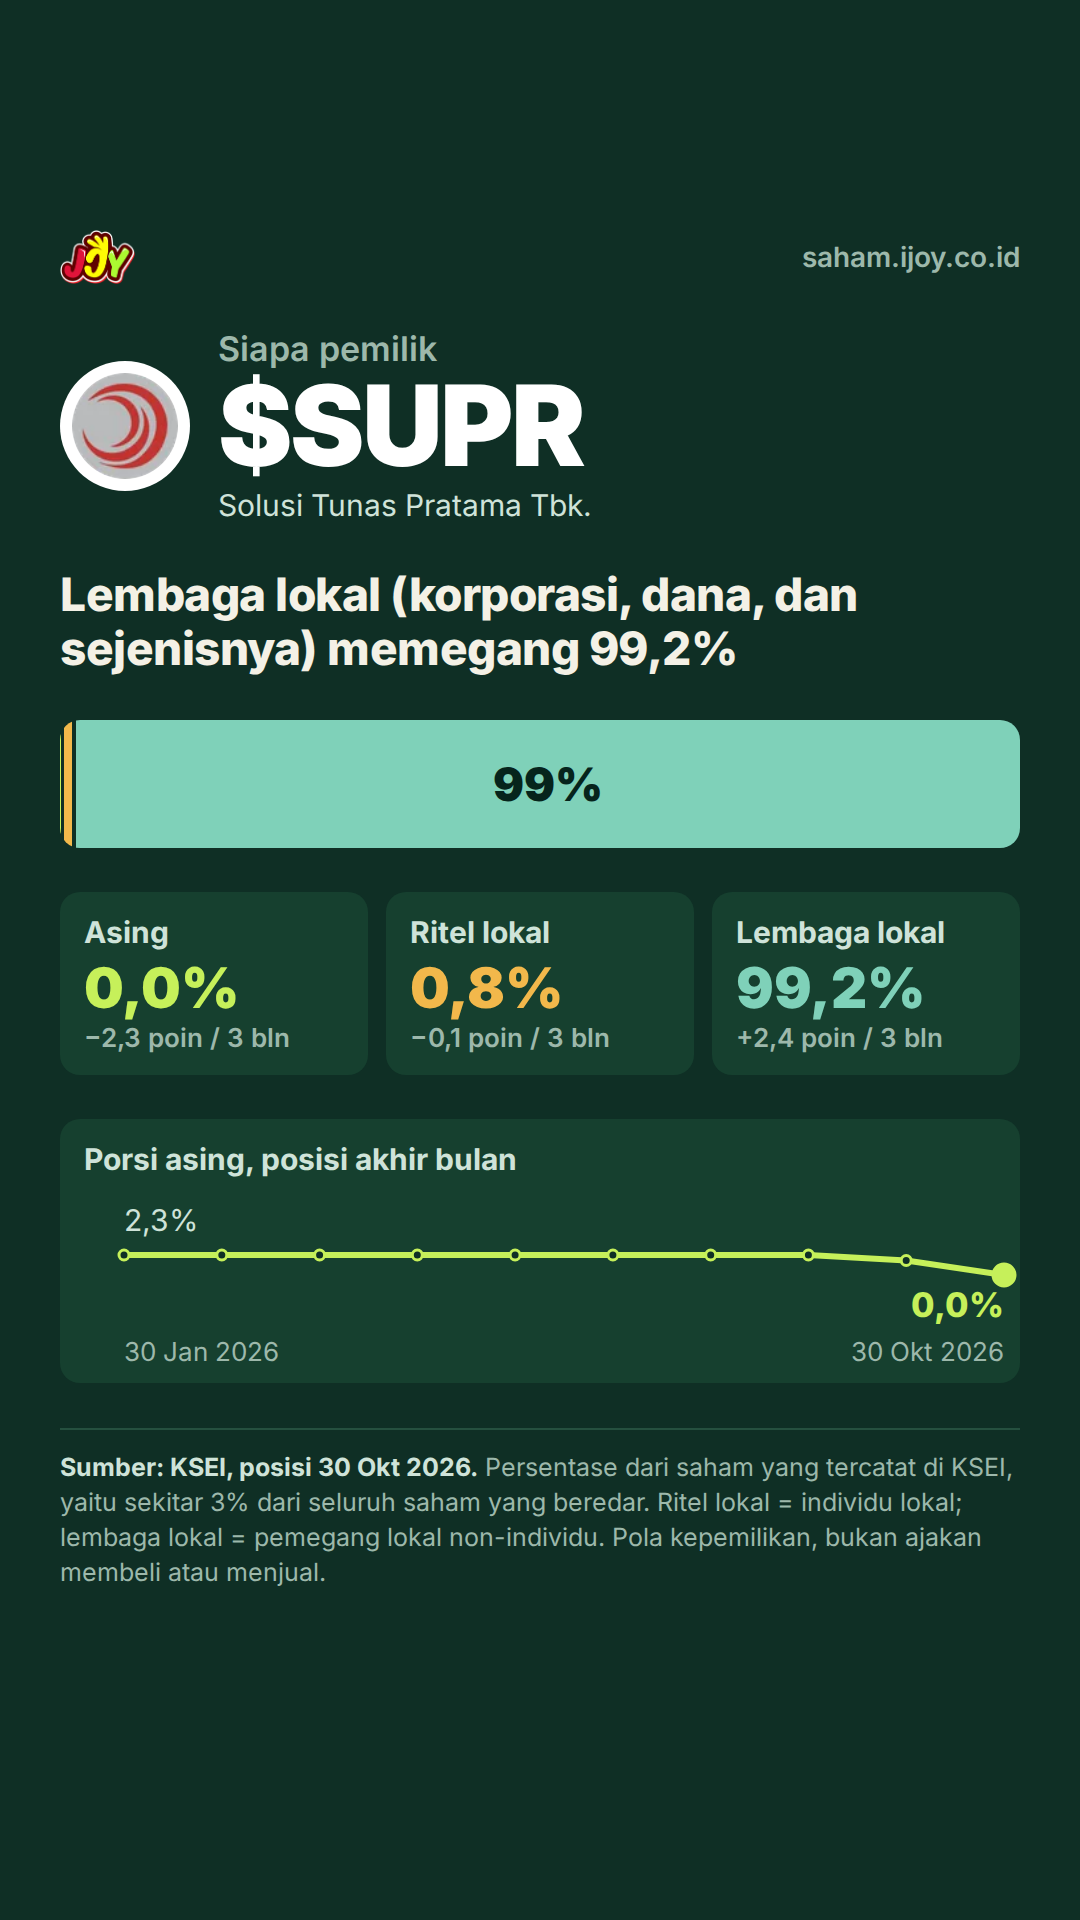 JOY
saham.ijoy.co.id
Siapa pemilik
$SUPR
Solusi Tunas Pratama Tbk.
Lembaga lokal (korporasi, dana, dan
sejenisnya) memegang 99,2%
99%
Asing
0,0%
−2,3 poin / 3 bln
Ritel lokal
0,8%
−0,1 poin / 3 bln
Lembaga lokal
99,2%
+2,4 poin / 3 bln
Porsi asing, posisi akhir bulan
2,3%
0,0%
30 Jan 2026
30 Okt 2026
Sumber: KSEI, posisi 30 Okt 2026. Persentase dari saham yang tercatat di KSEI,
yaitu sekitar 3% dari seluruh saham yang beredar. Ritel lokal = individu lokal;
lembaga lokal = pemegang lokal non-individu. Pola kepemilikan, bukan ajakan
membeli atau menjual.